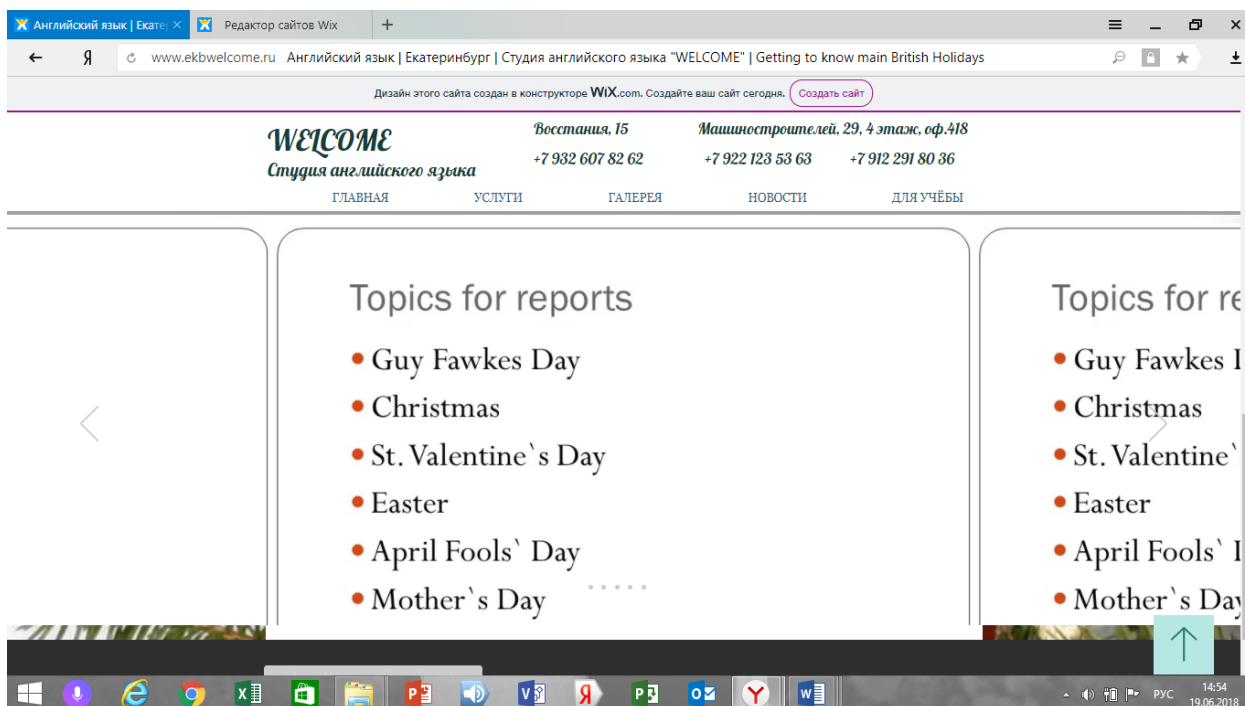 Английский язык | Екате
Редактор сайтов Wix
www.ekbwelcome.ru Английский язык | Екатеринбург | Студия английского языка "WELCOME" | Getting to know main British Holidays
Дизайн этого сайта создан в конструкторе WiX.com. Создайте ваш сайт сегодня. Создать сайт
WELCOME
Студия английского языка
Восстания, 15
+7 932 607 82 62
Машиностроителей, 29, 4 этаж, оф.418
+7 922 123 53 63 +7 912 291 80 36
ГЛАВНАЯ УСЛУГИ ГАЛЕРЕЯ НОВОСТИ ДЛЯ УЧЁБЫ
Topics for reports
• Guy Fawkes Day
• Christmas
• St. Valentine`s Day
• Easter
• April Fools` Day
• Mother`s Day
Topics for re
• Guy Fawkes
• Christmas
• St. Valentine`
• Easter
• April Fools`
• Mother`s Day
РУС
14:54
19.06.2018